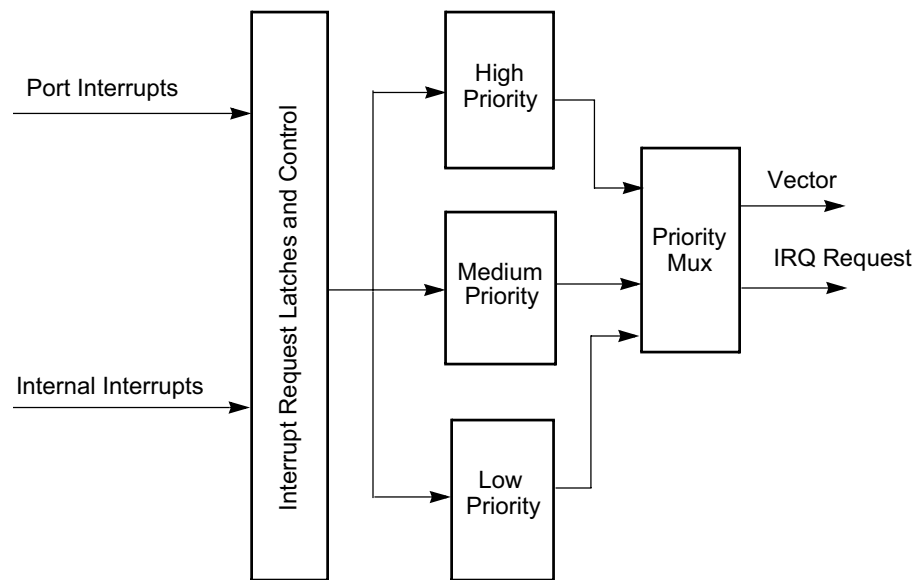 Port Interrupts
Internal Interrupts
Interrupt Request Latches and Control
High
Priority
Medium
Priority
Low
Priority
Priority
Mux
Vector
IRQ Request